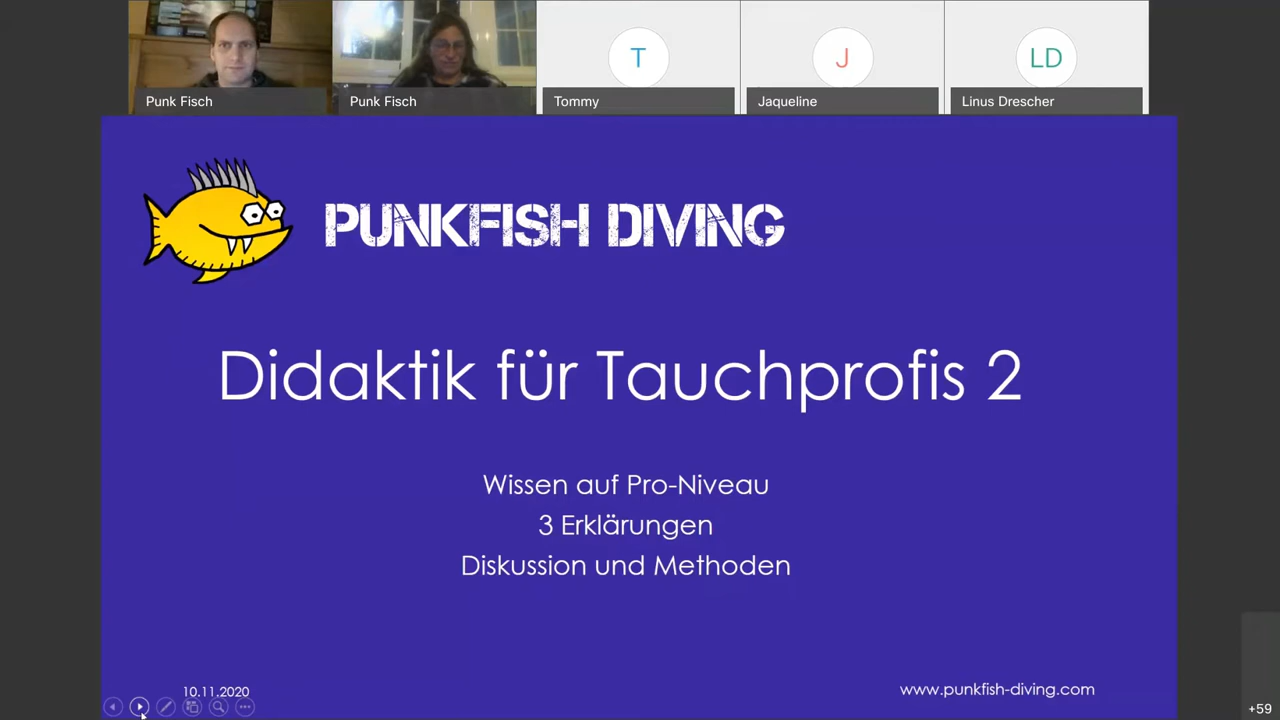 Punk Fisch
Punk Fisch
T
Tommy
J
Jaqueline
LD
Linus Drescher
PUNKFISH DIVING
Didaktik für Tauchprofis 2
Wissen auf Pro-Niveau
3 Erklärungen
Diskussion und Methoden
10.11.2020
www.punkfish-diving.com
+59